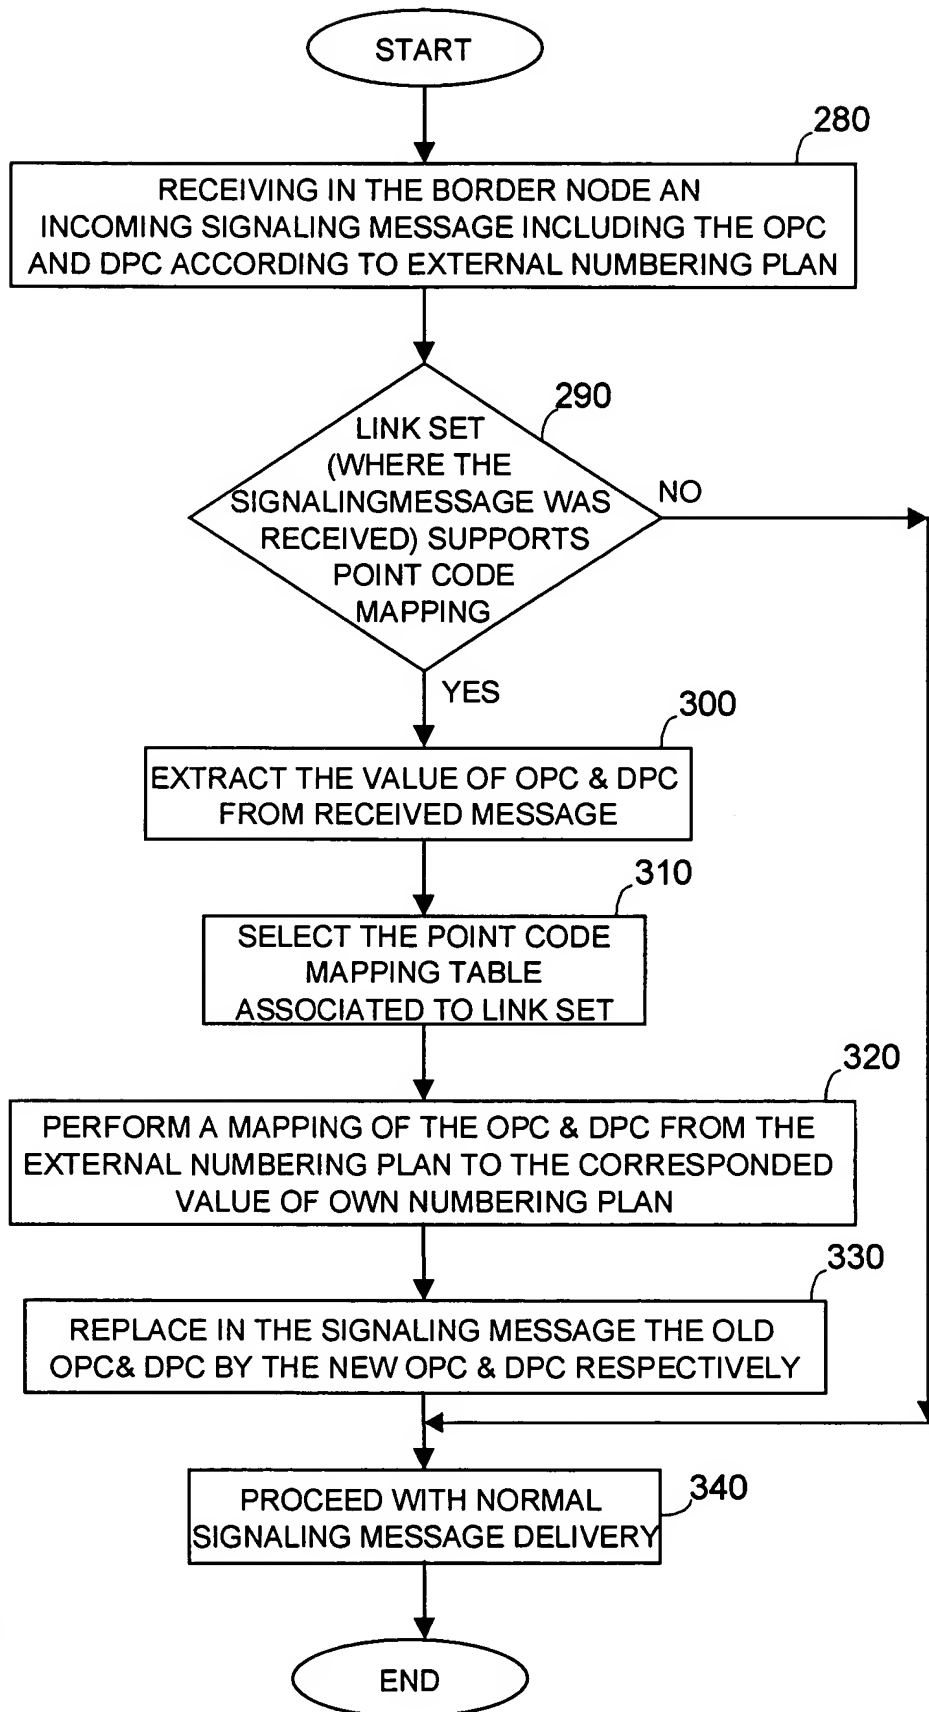 START
280
RECEIVING IN THE BORDER NODE AN
INCOMING SIGNALING MESSAGE INCLUDING THE OPC
AND DPC ACCORDING TO EXTERNAL NUMBERING PLAN
290
LINK SET
(WHERE THE
SIGNALINGMESSAGE WAS
RECEIVED) SUPPORTS
POINT CODE
MAPPING
NO
YES
300
EXTRACT THE VALUE OF OPC & DPC
FROM RECEIVED MESSAGE
310
SELECT THE POINT CODE
MAPPING TABLE
ASSOCIATED TO LINK SET
320
PERFORM A MAPPING OF THE OPC & DPC FROM THE
EXTERNAL NUMBERING PLAN TO THE CORRESPONDED
VALUE OF OWN NUMBERING PLAN
330
REPLACE IN THE SIGNALING MESSAGE THE OLD
OPC& DPC BY THE NEW OPC & DPC RESPECTIVELY
340
PROCEED WITH NORMAL
SIGNALING MESSAGE DELIVERY
END